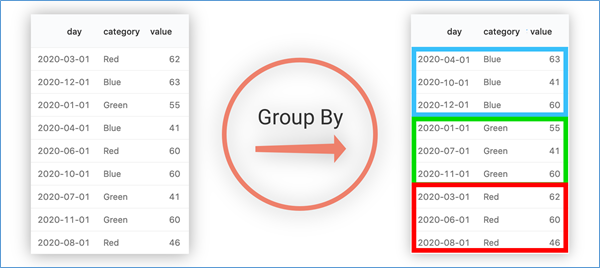 day category value
2020-03-01 Red 62
2020-12-01 Blue 63
2020-01-01 Green 55
2020-04-01 Blue 41
2020-06-01 Red 60
2020-10-01 Blue 60
2020-07-01 Green 41
2020-11-01 Green 60
2020-08-01 Red 46
Group By
day category value
2020-04-01 Blue 63
2020-10-01 Blue 41
2020-12-01 Blue 60
2020-01-01 Green 55
2020-07-01 Green 41
2020-11-01 Green 60
2020-03-01 Red 62
2020-06-01 Red 60
2020-08-01 Red 46